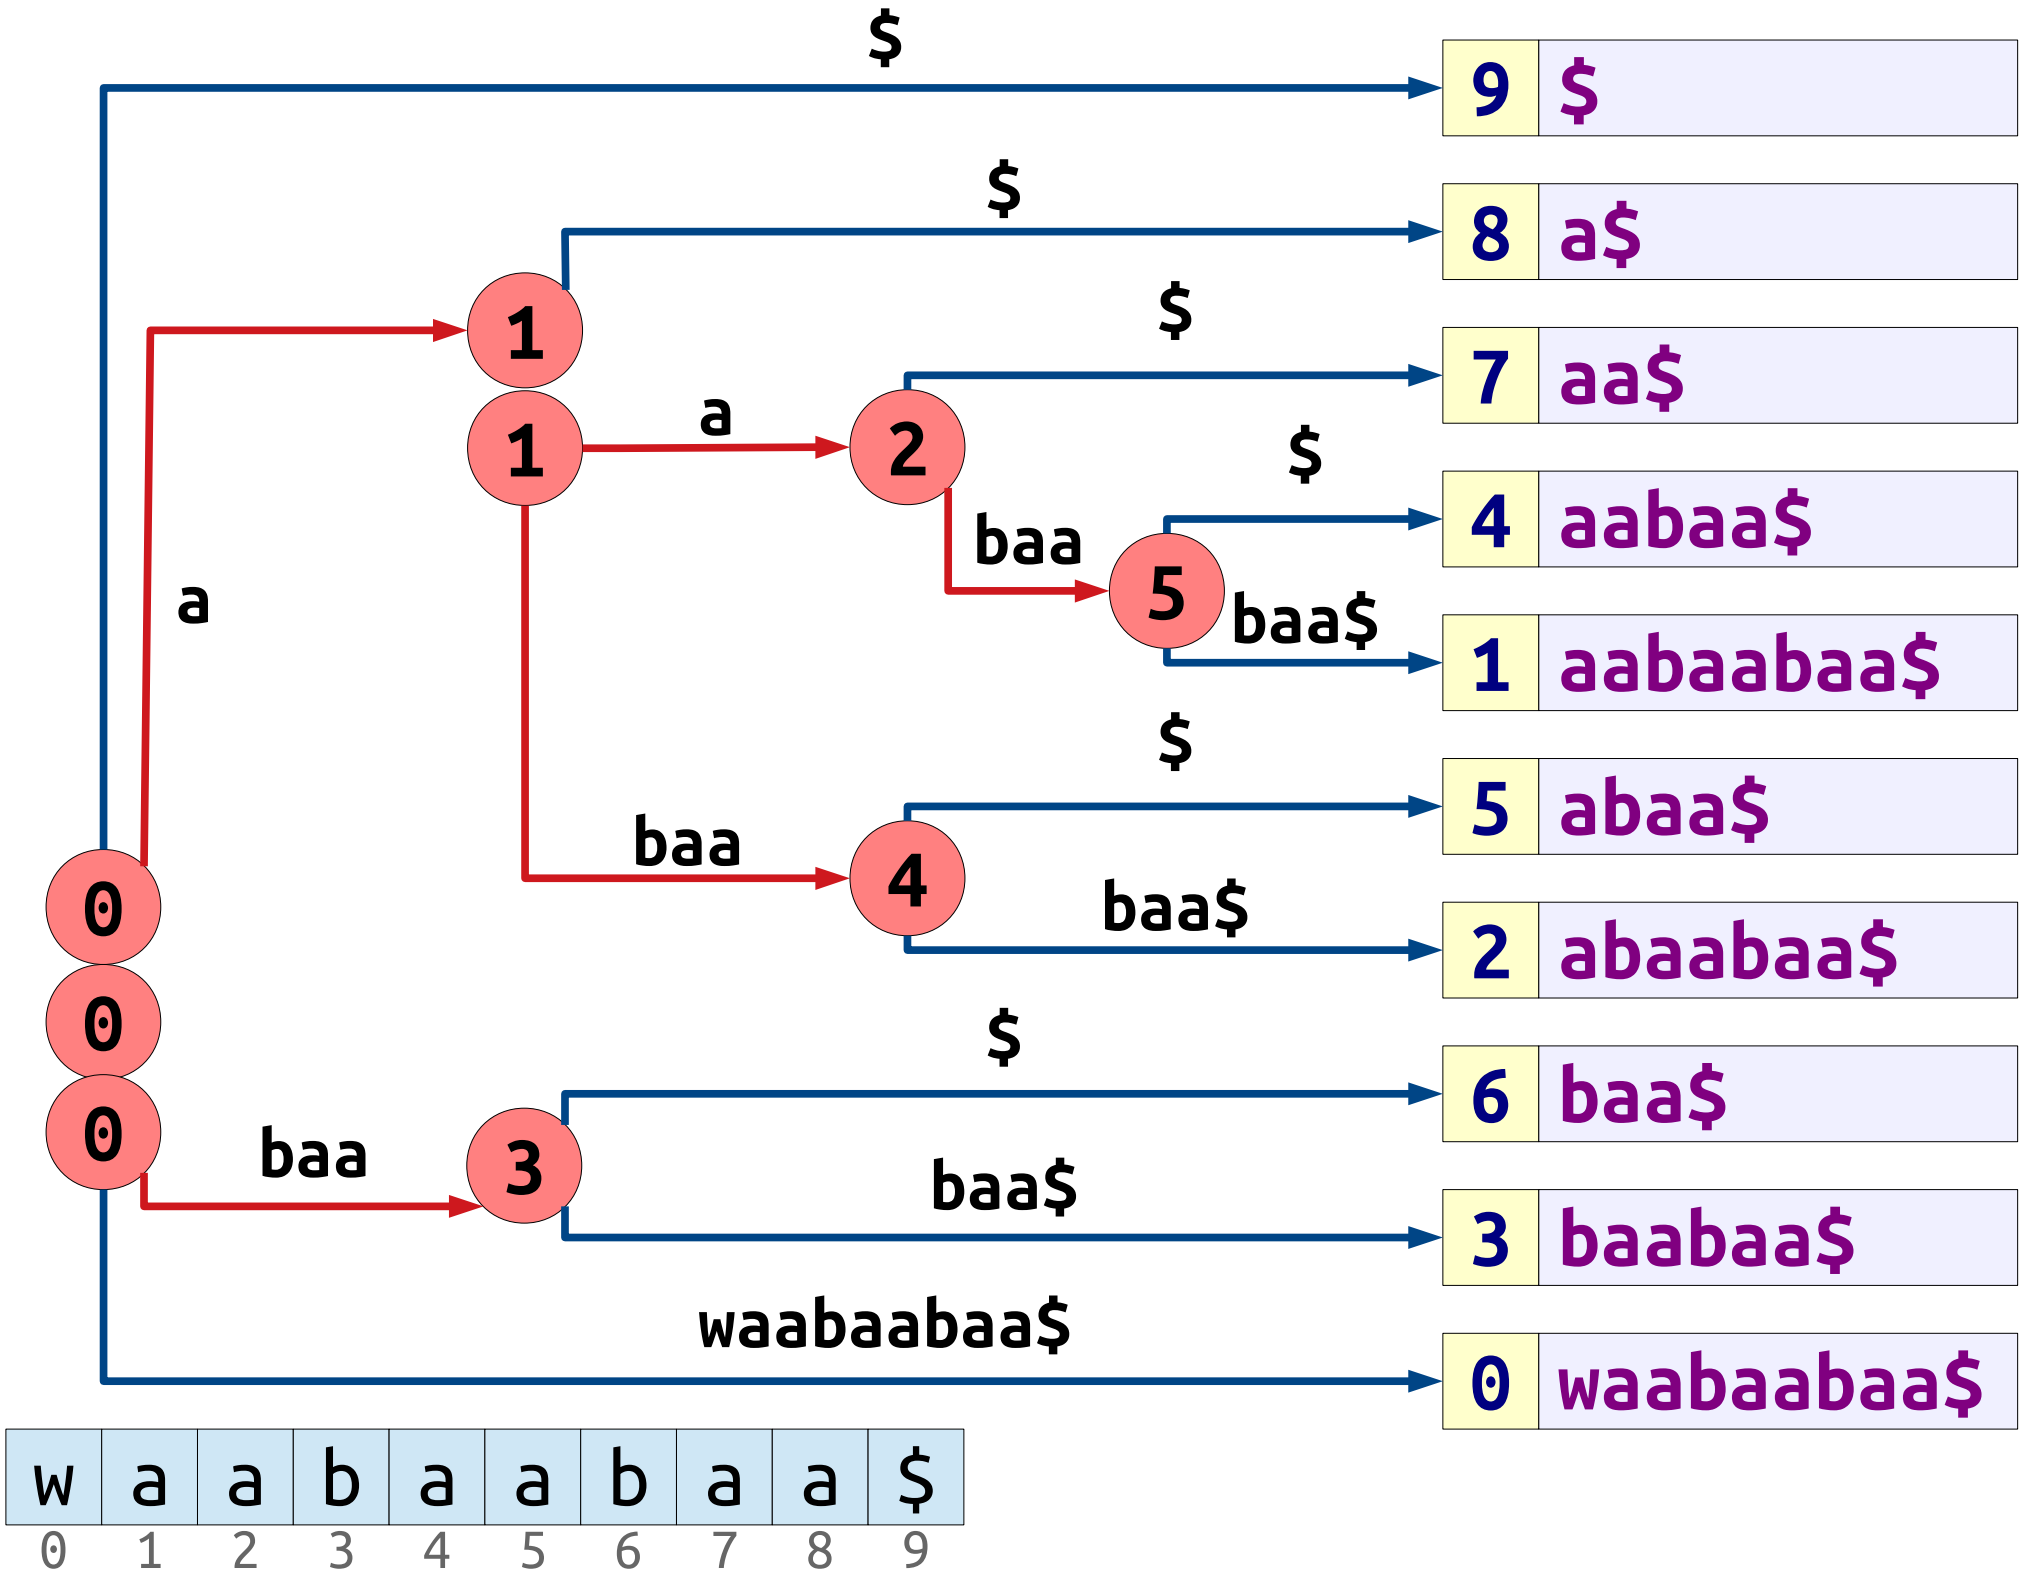 $
9 $
$
8 a$
$
1
7 aa$
a
1
2
$
4 aabaa$
baa
5
a
baa$
1 aabaabaa$
$
5 abaa$
baa
4
0
baa$
2 abaabaa$
0
$
6 baa$
0
baa
3
baa$
3 baabaa$
waabaabaa$
0 waabaabaa$
w a a b a a b a a $
0 1 2 3 4 5 6 7 8 9